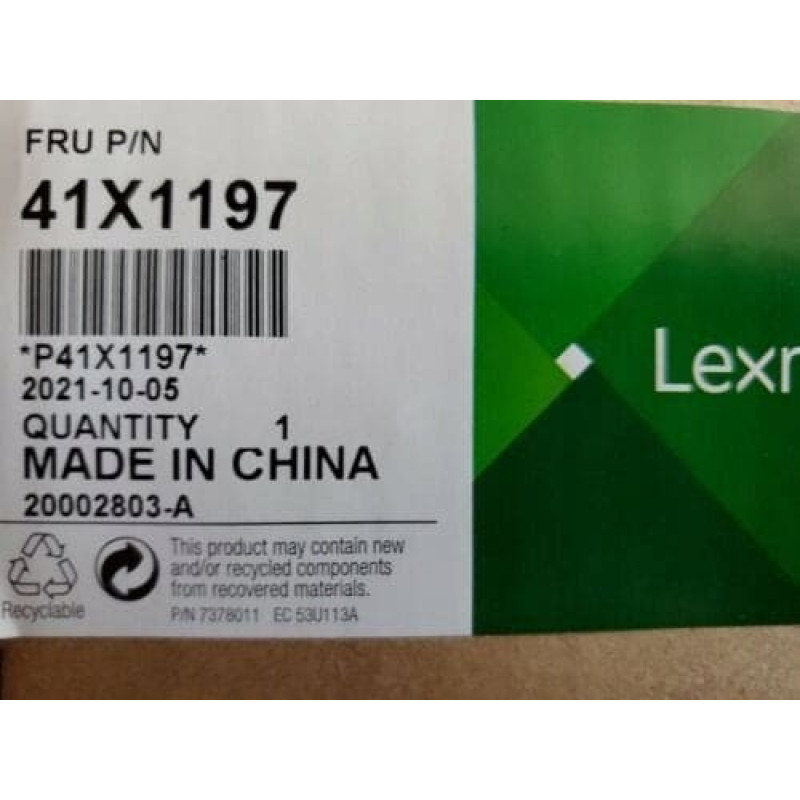 FRU P/N
41X1197
*P41X1197*
2021-10-05
QUANTITY 1
MADE IN CHINA
20002803-A
Recyclable
This product may contain new
and/or recycled components
from recovered materials.
P/N 7378011 EC 53U113A
Lexm